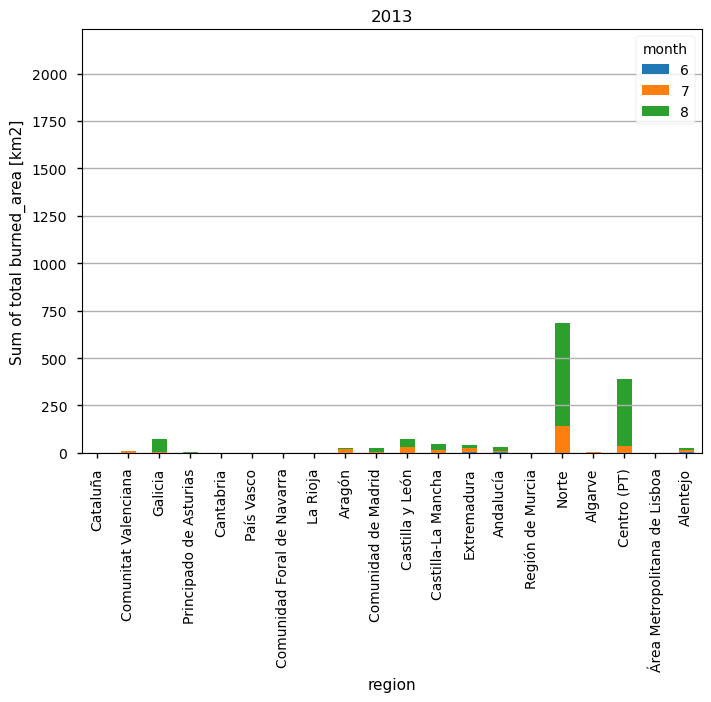 2013
Sum of total burned_area [km2]
2000
1750
1500
1250
1000
750
500
250
0
month
6
7
8
Cataluña
Comunitat Valenciana
Galicia
Principado de Asturias
Cantabria
País Vasco
Comunidad Foral de Navarra
La Rioja
Aragón
Comunidad de Madrid
Castilla y León
Castilla-La Mancha
Extremadura
Andalucía
Región de Murcia
Norte
Algarve
Centro (PT)
Área Metropolitana de Lisboa
Alentejo
region